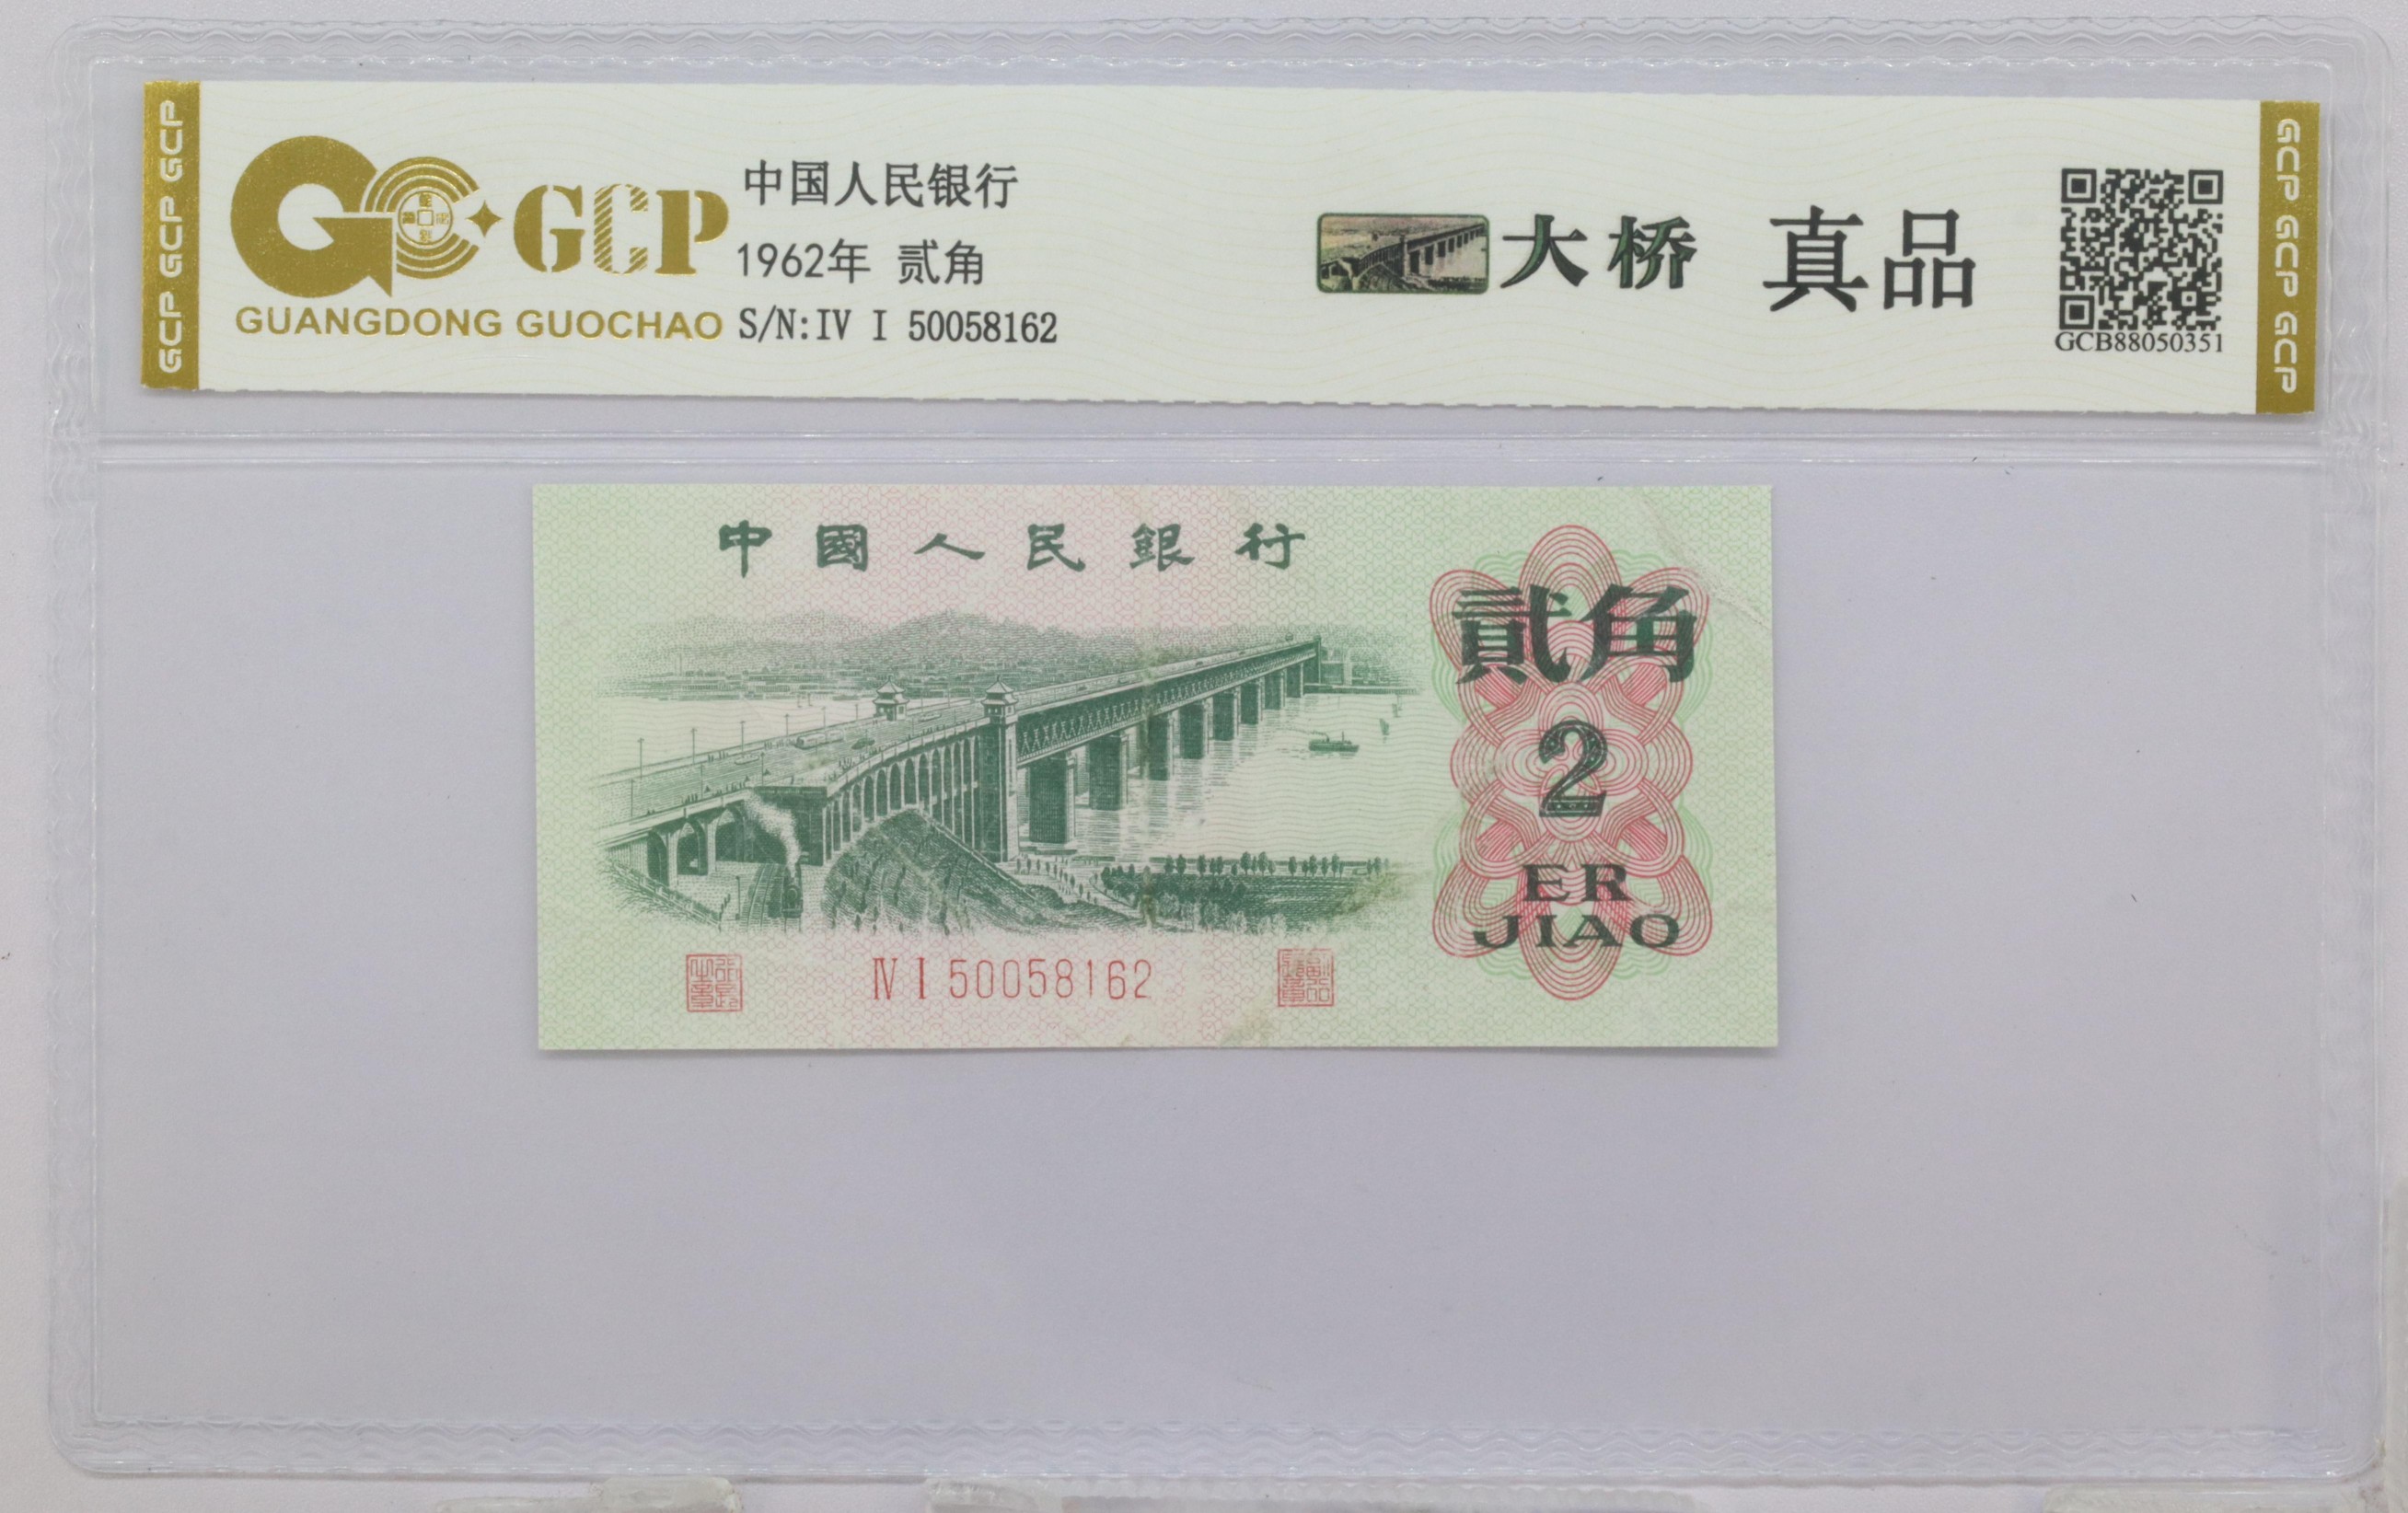 GCP GCP GCP
GCP
GUANGDONG GUOCHAO
中国人民银行
1962年 贰角
S/N:IV I 50058162
大桥 真品
GCB88050351
GCP GCP GCP
中國人民銀行
貳角
2
ER
JIAO
Ⅳ Ⅰ 50058162